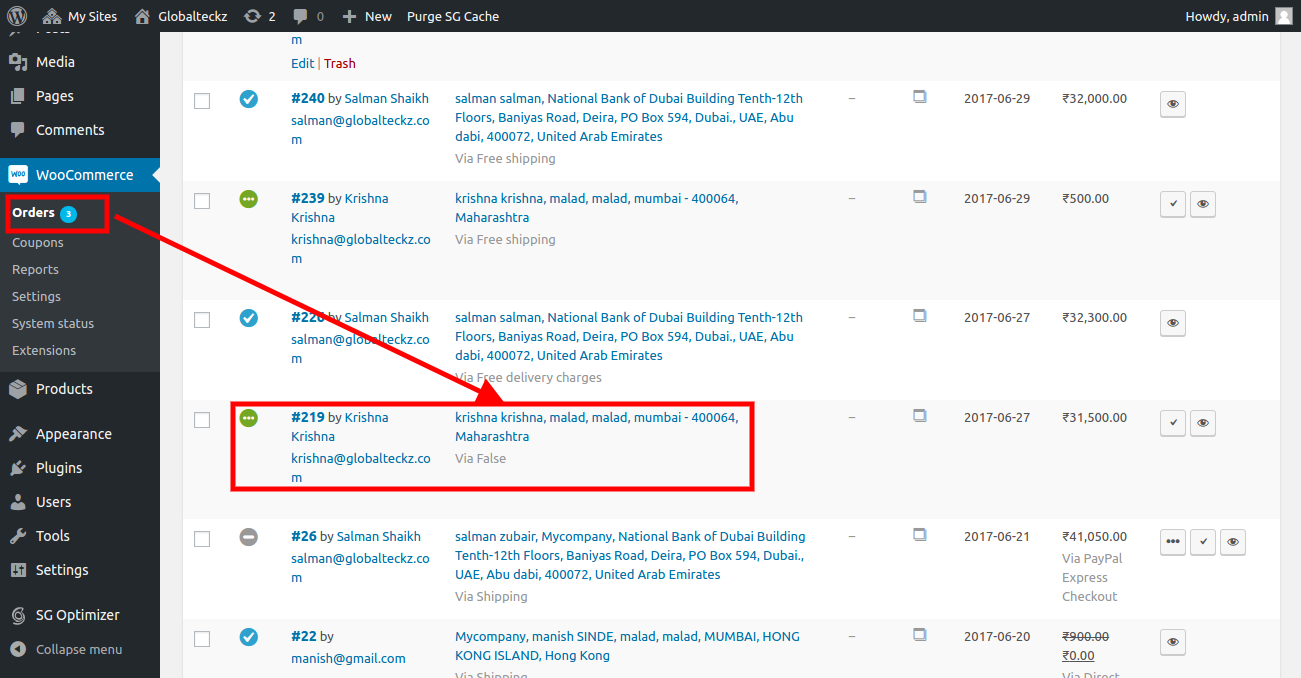 My Sites Globalteckz 2 0 New Purge SG Cache Howdy, admin
Posts
Media
Pages
Comments
WooCommerce
Orders 3
Coupons
Reports
Settings
System status
Extensions
Products
Appearance
Plugins
Users
Tools
Settings
SG Optimizer
Collapse menu
m
Edit | Trash
#240 by Salman Shaikh
salman@globalteckz.co
m
salman salman, National Bank of Dubai Building Tenth-12th
Floors, Baniyas Road, Deira, PO Box 594, Dubai., UAE, Abu
dabi, 400072, United Arab Emirates
Via Free shipping
–
2017-06-29
₹32,000.00
#239 by Krishna
Krishna
krishna@globalteckz.co
m
krishna krishna, malad, malad, mumbai - 400064,
Maharashtra
Via Free shipping
–
2017-06-29
₹500.00
#226 by Salman Shaikh
salman@globalteckz.co
m
salman salman, National Bank of Dubai Building Tenth-12th
Floors, Baniyas Road, Deira, PO Box 594, Dubai., UAE, Abu
dabi, 400072, United Arab Emirates
Via Free delivery charges
–
2017-06-27
₹32,300.00
#219 by Krishna
Krishna
krishna@globalteckz.co
m
krishna krishna, malad, malad, mumbai - 400064,
Maharashtra
Via False
–
2017-06-27
₹31,500.00
#26 by Salman Shaikh
salman@globalteckz.co
m
salman zubair, Mycompany, National Bank of Dubai Building
Tenth-12th Floors, Baniyas Road, Deira, PO Box 594, Dubai.,
UAE, Abu dabi, 400072, United Arab Emirates
Via Shipping
–
2017-06-21
₹41,050.00
Via PayPal
Express
Checkout
#22 by
manish@gmail.com
Mycompany, manish SINDE, malad, malad, MUMBAI, HONG
KONG ISLAND, Hong Kong
Via Shipping
–
2017-06-20
₹900.00
₹0.00
Via Direct